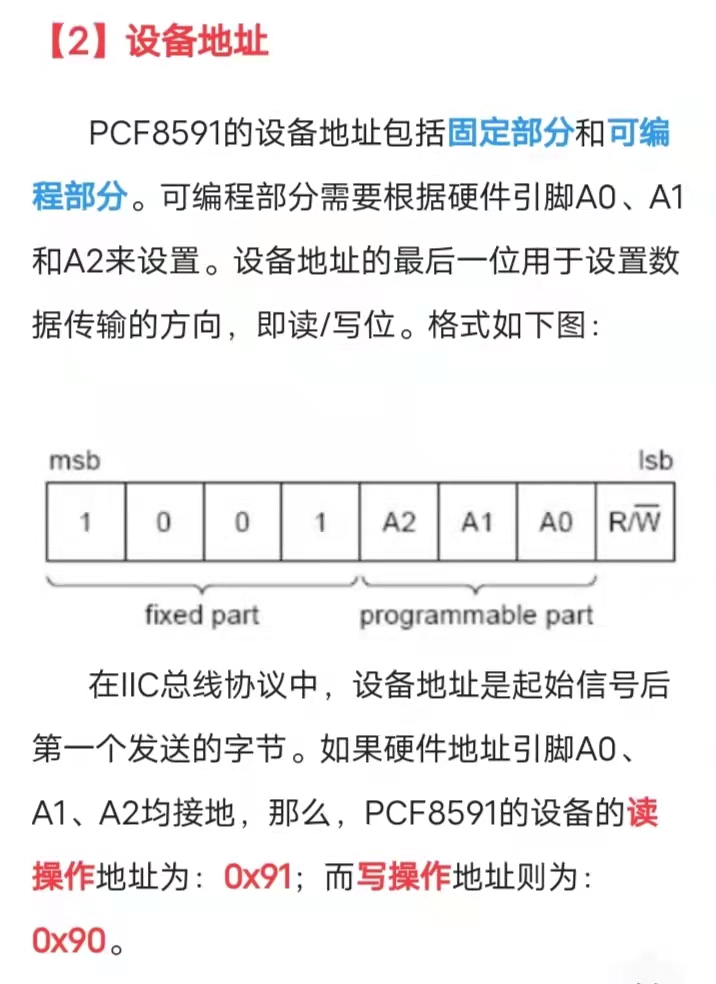 【2】设备地址
PCF8591的设备地址包括固定部分和可编
程部分。可编程部分需要根据硬件引脚A0、A1
和A2来设置。设备地址的最后一位用于设置数
据传输的方向，即读/写位。格式如下图：
msb lsb
1 0 0 1 A2 A1 A0 R/W̅
fixed part programmable part
在IIC总线协议中，设备地址是起始信号后
第一个发送的字节。如果硬件地址引脚A0、
A1、A2均接地，那么，PCF8591的设备的读
操作地址为：0x91；而写操作地址则为：
0x90。